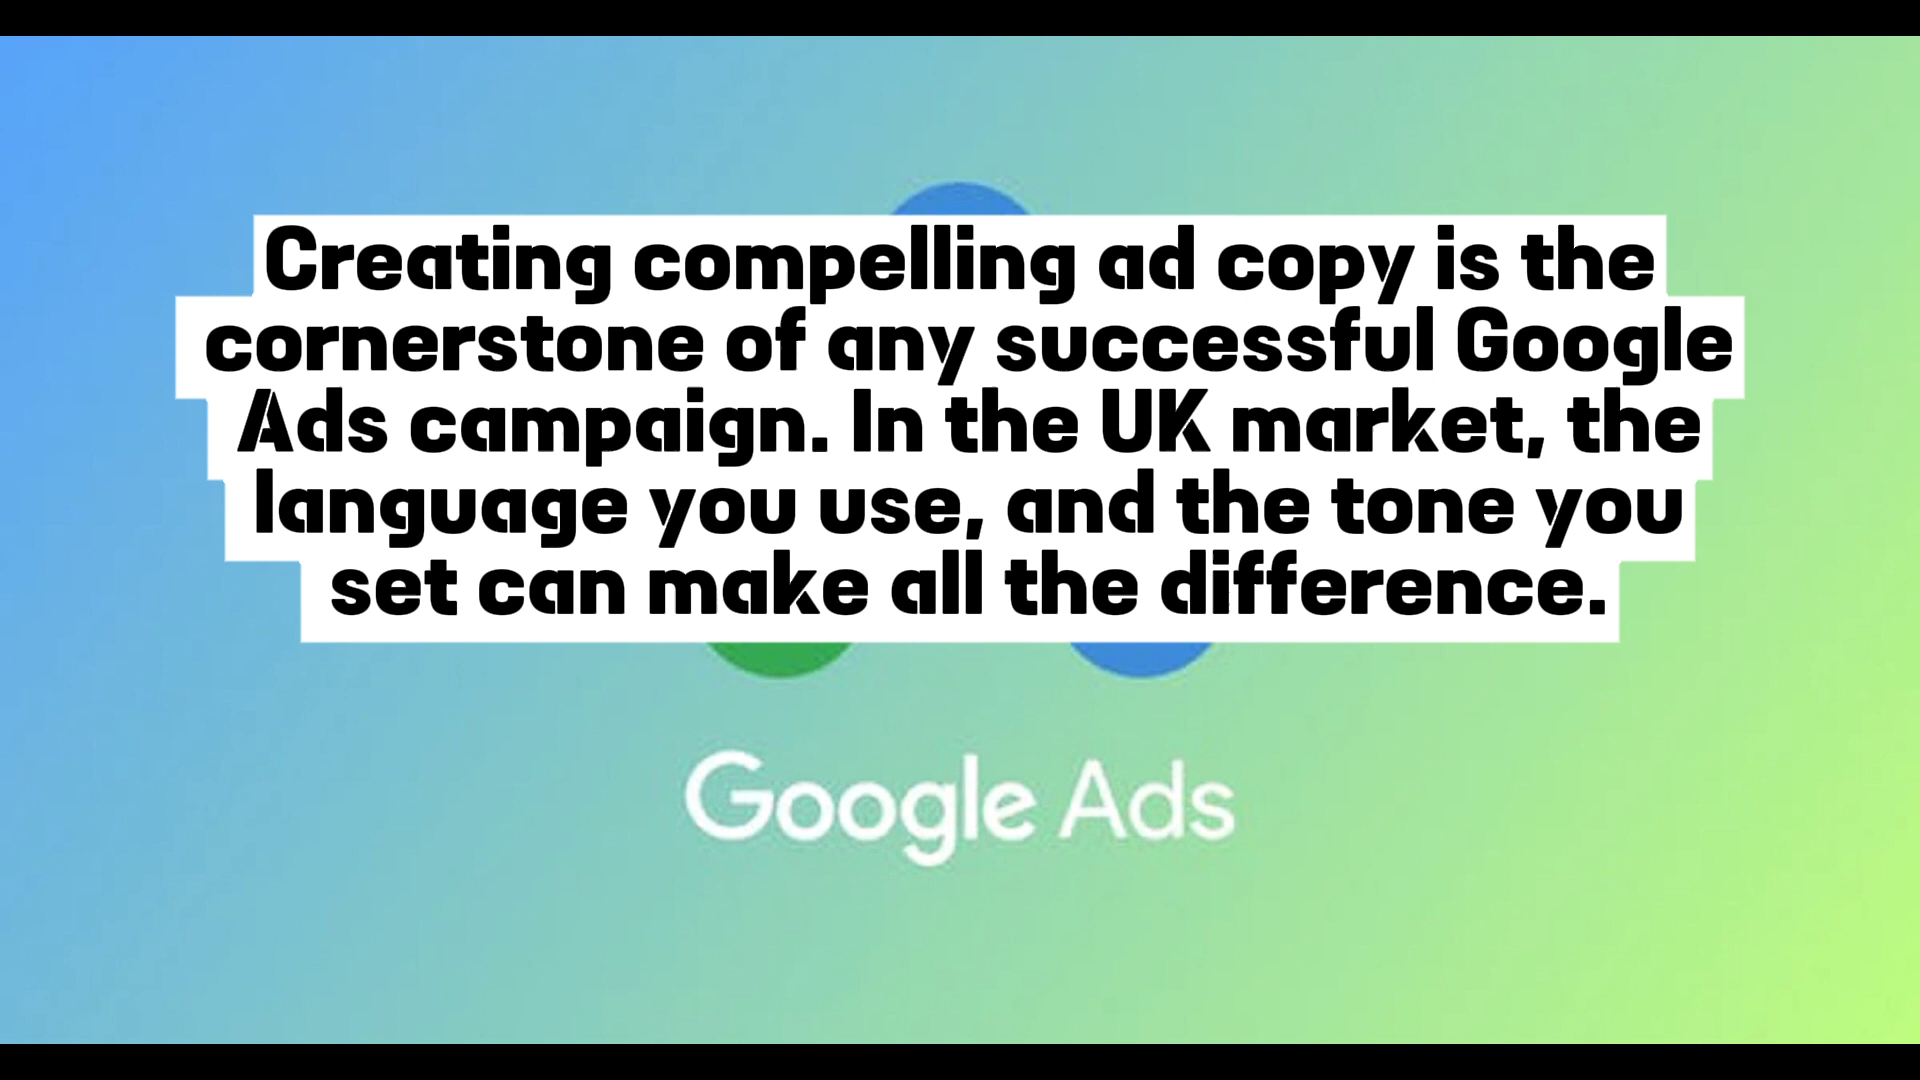 Creating compelling ad copy is the
cornerstone of any successful Google
Ads campaign. In the UK market, the
language you use, and the tone you
set can make all the difference.
Google Ads